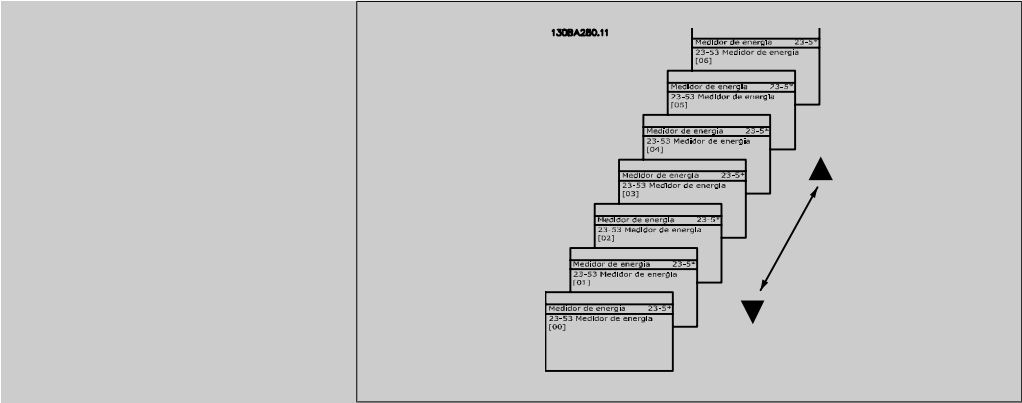 130BA280.11
Medidor de energia 23-5*
23-53 Medidor de energia
[06]
Medidor de energia 23-5*
23-53 Medidor de energia
[05]
Medidor de energia 23-5*
23-53 Medidor de energia
[04]
Medidor de energia 23-5*
23-53 Medidor de energia
[03]
Medidor de energia 23-5*
23-53 Medidor de energia
[02]
Medidor de energia 23-5*
23-53 Medidor de energia
[01]
Medidor de energia 23-5*
23-53 Medidor de energia
[00]